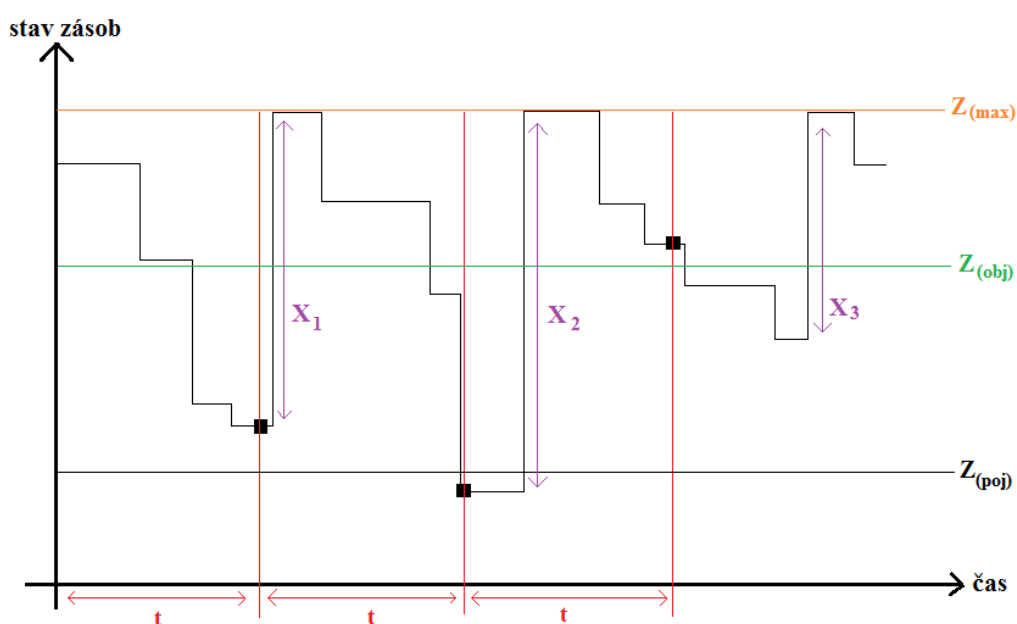 stav zásob
Z(max)
Z(obj)
X1
X2
X3
Z(poj)
čas
t
t
t